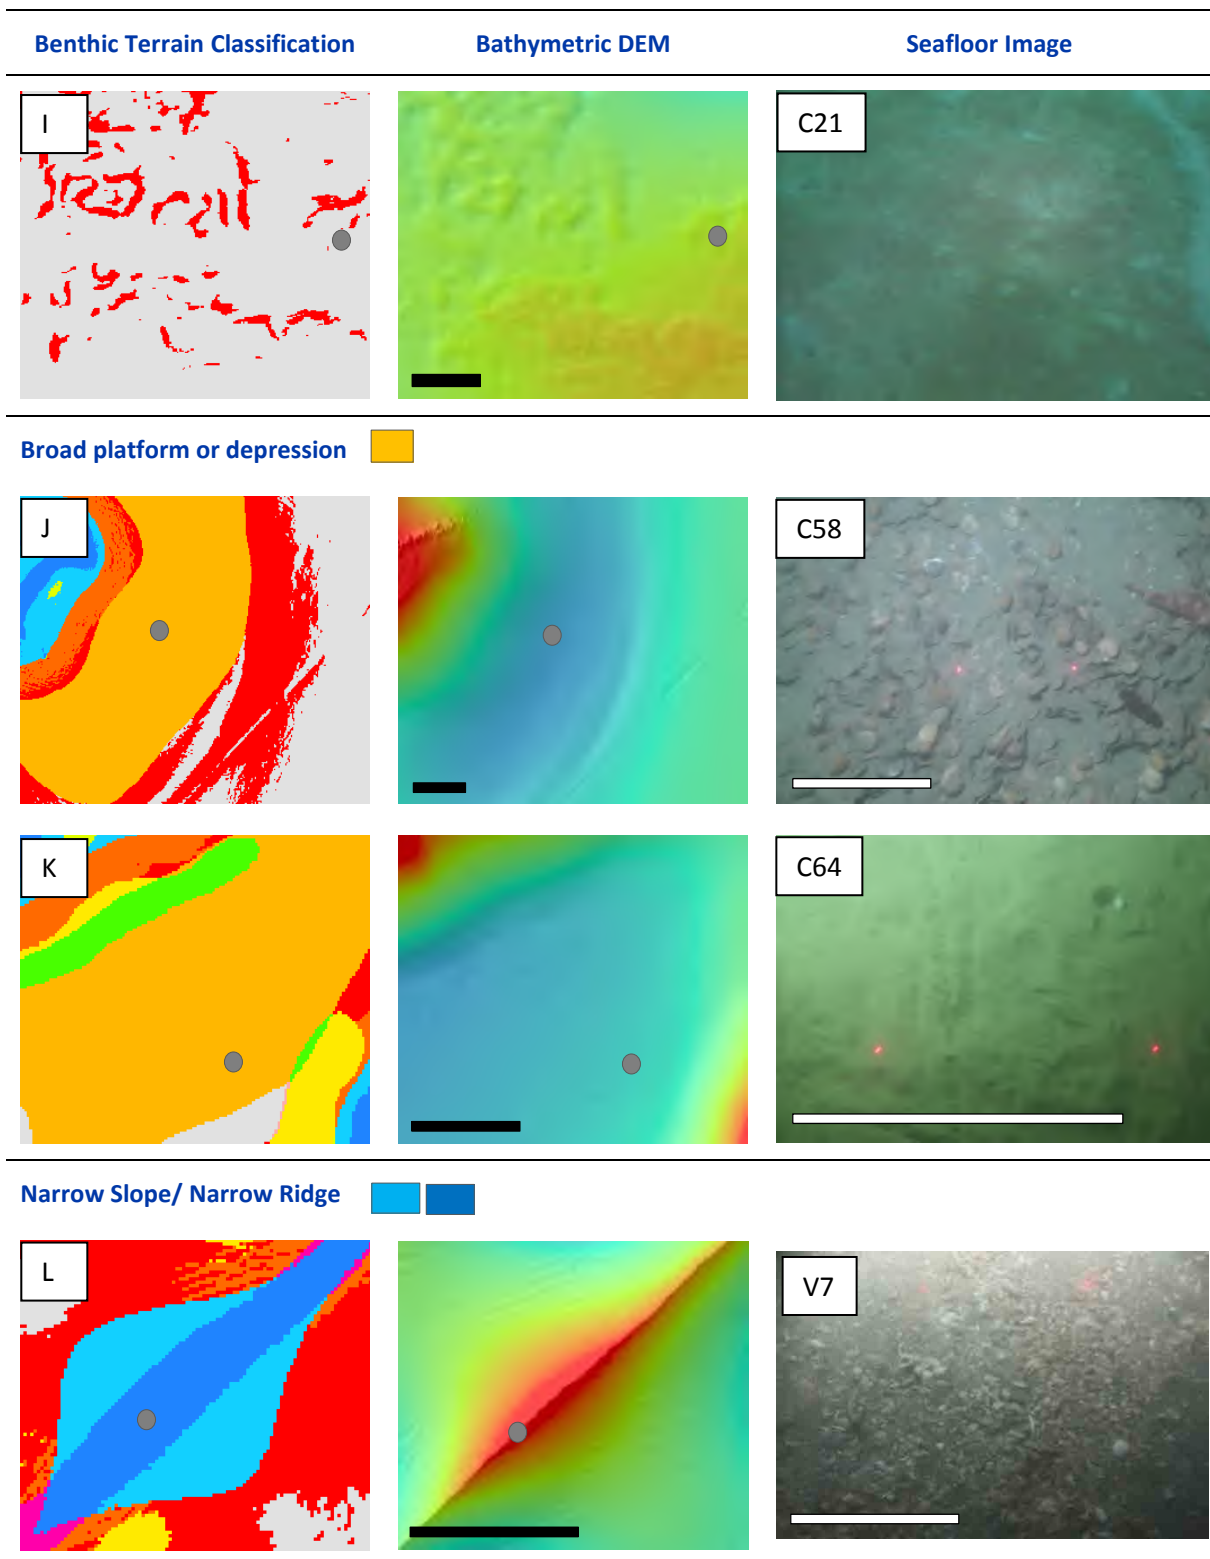 Benthic Terrain Classification Bathymetric DEM Seafloor Image
I C21
Broad platform or depression
J C58
K C64
Narrow Slope/ Narrow Ridge
L V7